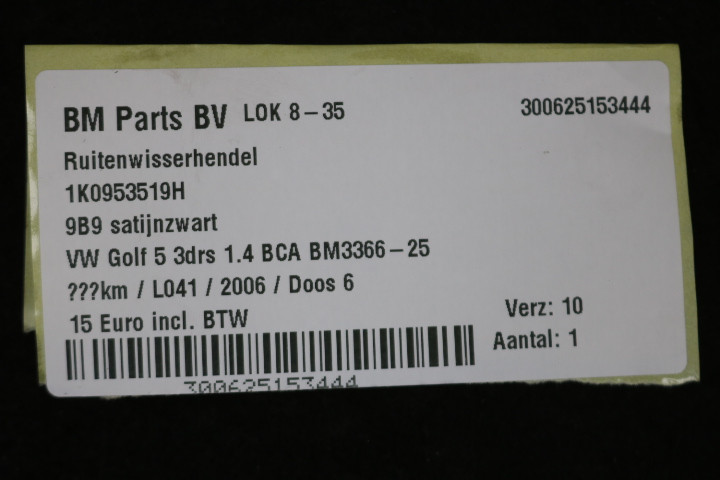 BM Parts BV LOK 8-35 300625153444
Ruitenwisserhendel
1K0953519H
9B9 satijnzwart
VW Golf 5 3drs 1.4 BCA BM3366-25
???km / L041 / 2006 / Doos 6
15 Euro incl. BTW Verz: 10
Aantal: 1
300625153444